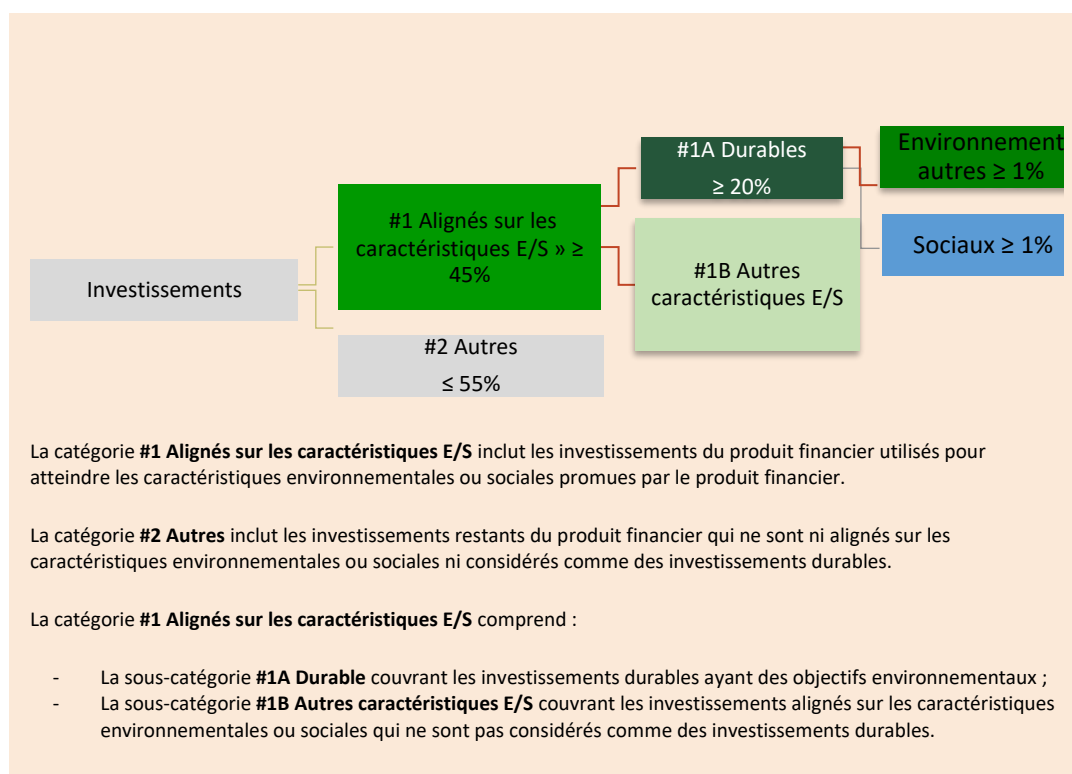 Investissements
#1 Alignés sur les
caractéristiques E/S » ≥
45%
#2 Autres
≤ 55%
#1A Durables
≥ 20%
#1B Autres
caractéristiques E/S
Environnement
autres ≥ 1%
Sociaux ≥ 1%
La catégorie #1 Alignés sur les caractéristiques E/S inclut les investissements du produit financier utilisés pour
atteindre les caractéristiques environnementales ou sociales promues par le produit financier.
La catégorie #2 Autres inclut les investissements restants du produit financier qui ne sont ni alignés sur les
caractéristiques environnementales ou sociales ni considérés comme des investissements durables.
La catégorie #1 Alignés sur les caractéristiques E/S comprend :
- La sous-catégorie #1A Durable couvrant les investissements durables ayant des objectifs environnementaux ;
- La sous-catégorie #1B Autres caractéristiques E/S couvrant les investissements alignés sur les caractéristiques
environnementales ou sociales qui ne sont pas considérés comme des investissements durables.